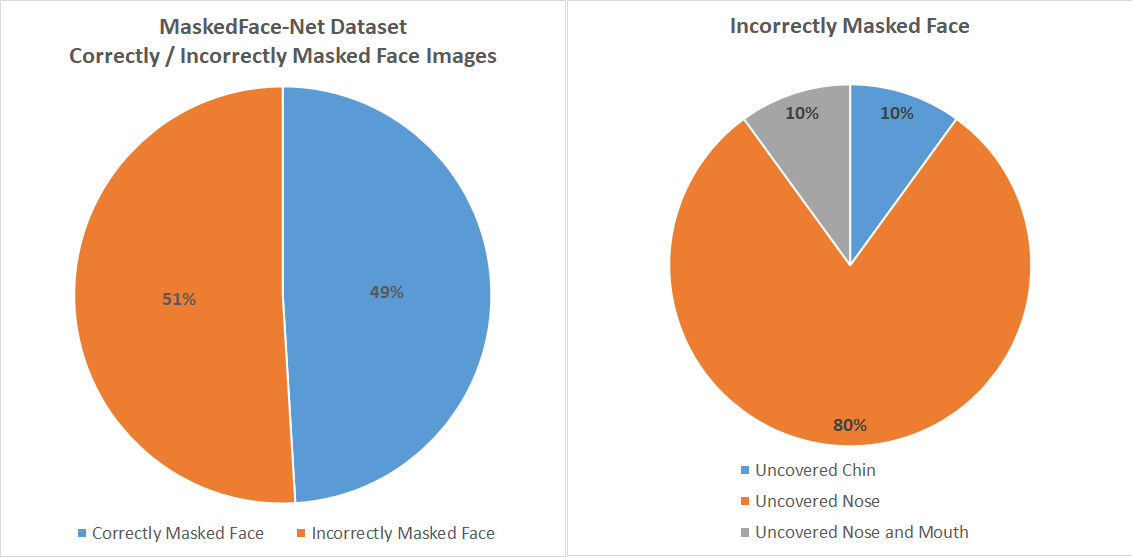 MaskedFace-Net Dataset
Correctly / Incorrectly Masked Face Images
51%
49%
Correctly Masked Face
Incorrectly Masked Face
Incorrectly Masked Face
10%
10%
80%
Uncovered Chin
Uncovered Nose
Uncovered Nose and Mouth